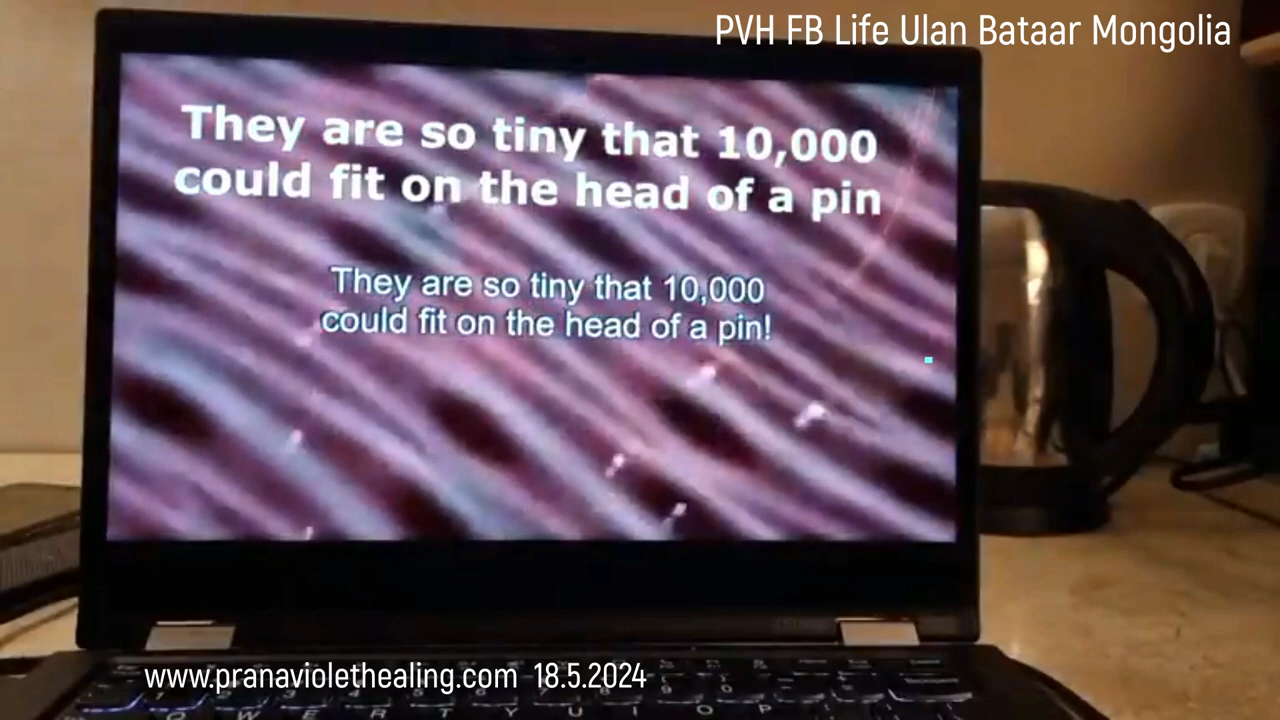 PVH FB Life Ulan Bataar Mongolia
They are so tiny that 10,000
could fit on the head of a pin
They are so tiny that 10,000
could fit on the head of a pin!
www.pranaviolethealing.com 18.5.2024
Q W E R T Y U I O P